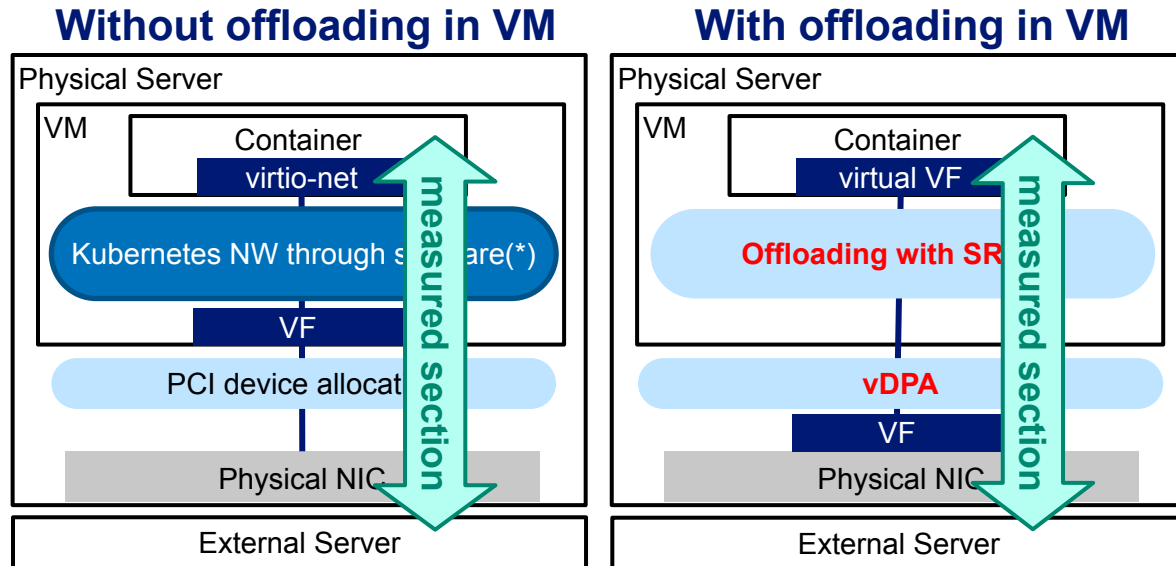 Without offloading in VM
Physical Server
VM
Container
virtio-net
Kubernetes NW through s are(*)
VF
PCI device allocat
Physical NIC
External Server
measured section
With offloading in VM
Physical Server
VM
Container
virtual VF
Offloading with SR
vDPA
VF
Physical NIC
External Server
measured section